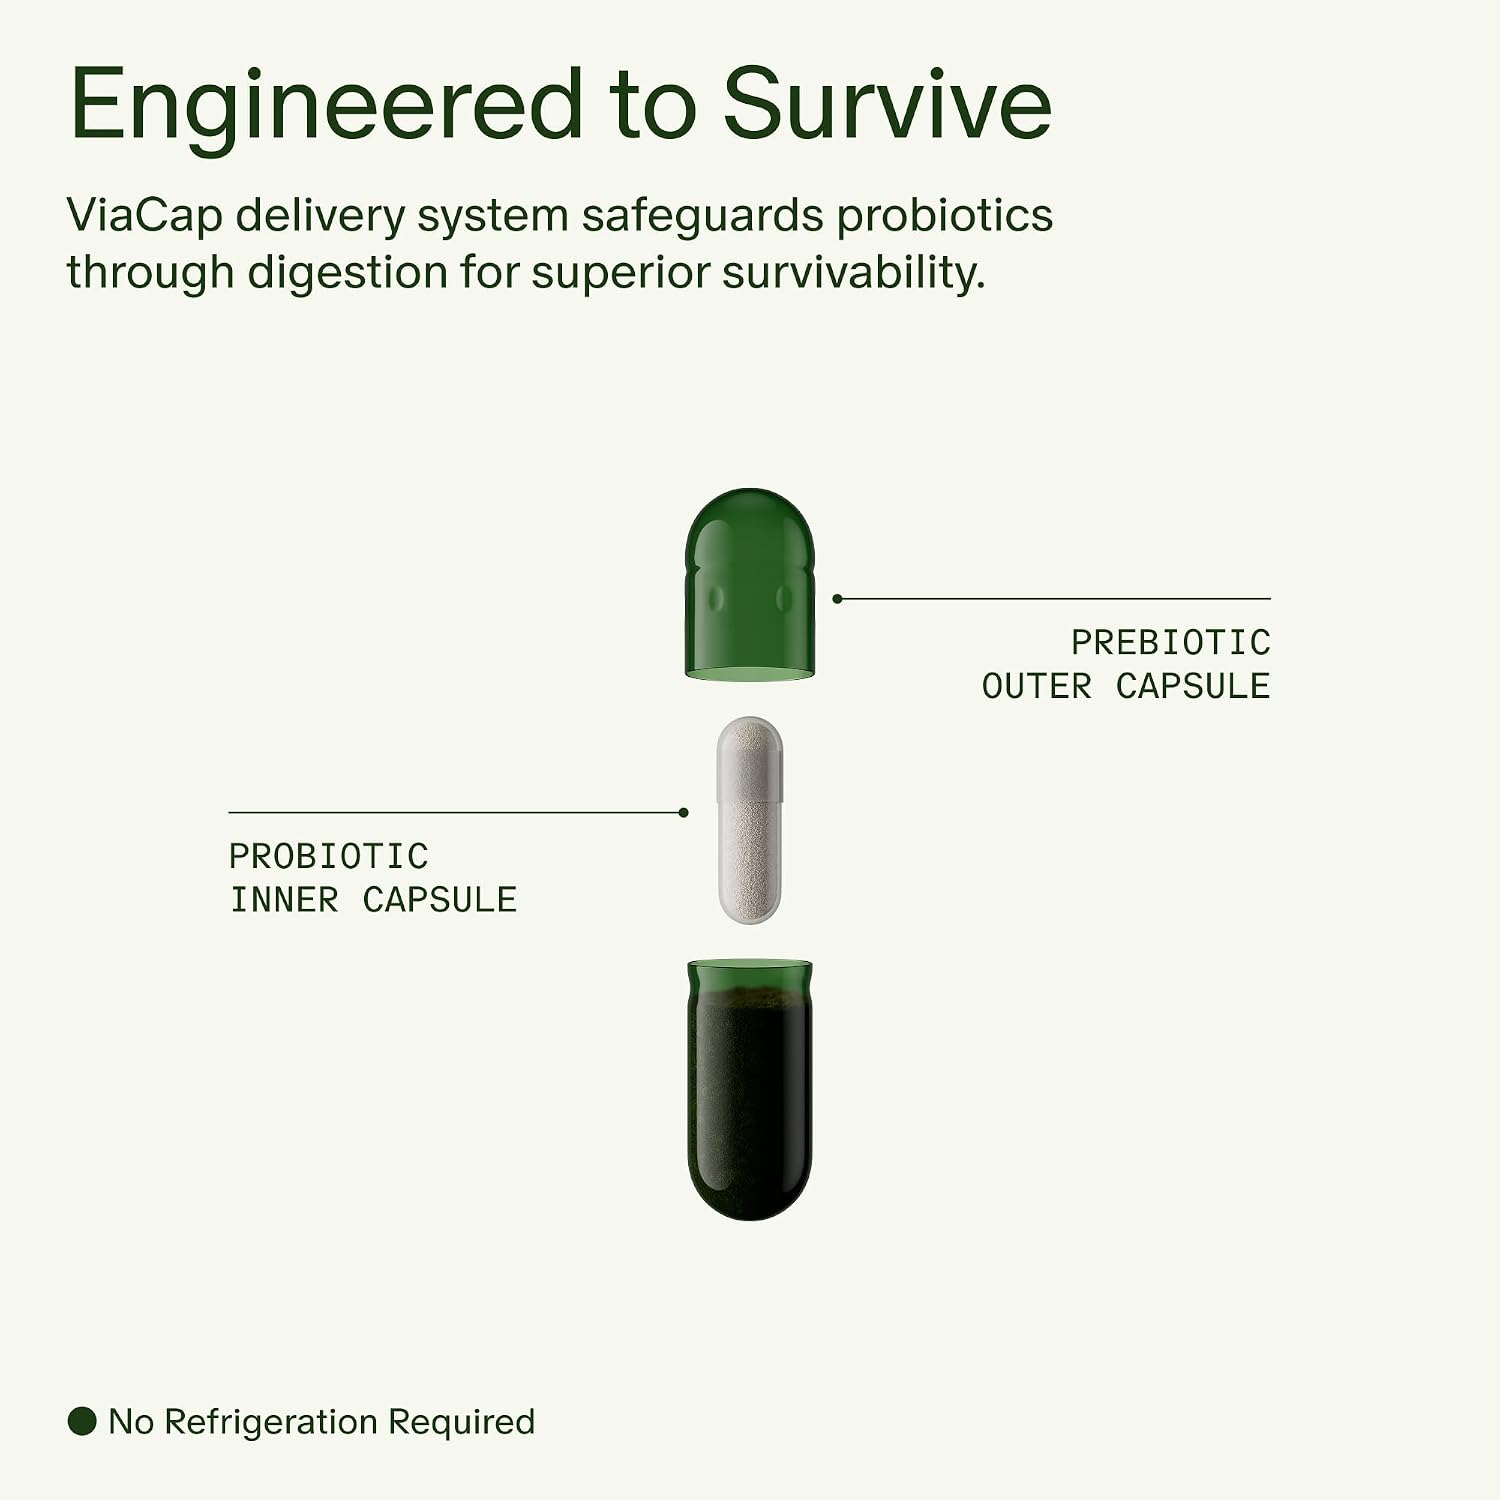 Engineered to Survive
ViaCap delivery system safeguards probiotics
through digestion for superior survivability.
PREBIOTIC
OUTER CAPSULE
PROBIOTIC
INNER CAPSULE
No Refrigeration Required